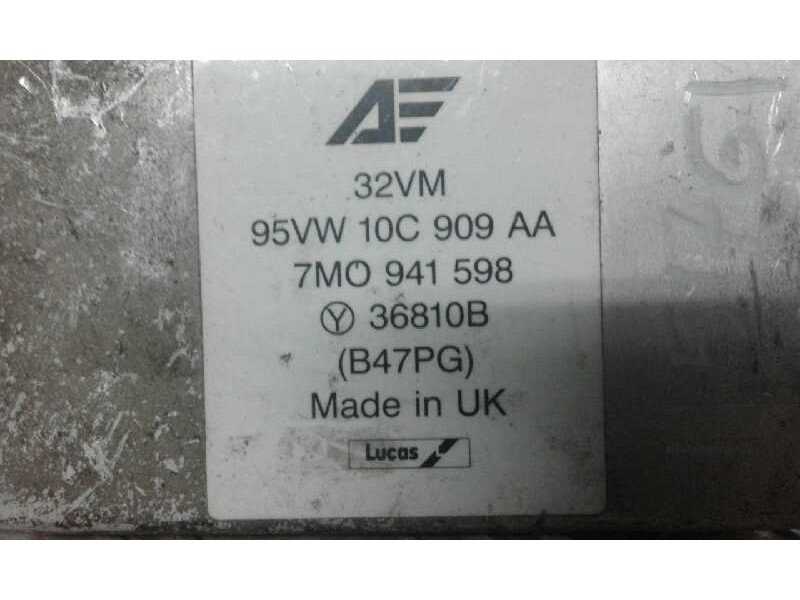 AE
32VM
95VW 10C 909 AA
7M0 941 598
Y 36810B
(B47PG)
Made in UK
Lucas